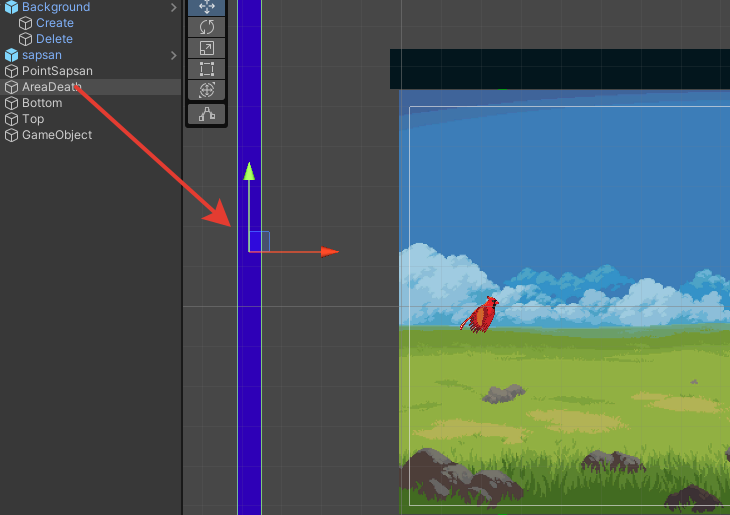 Background
Create
Delete
sapsan
PointSapsan
AreaDeath
Bottom
Top
GameObject